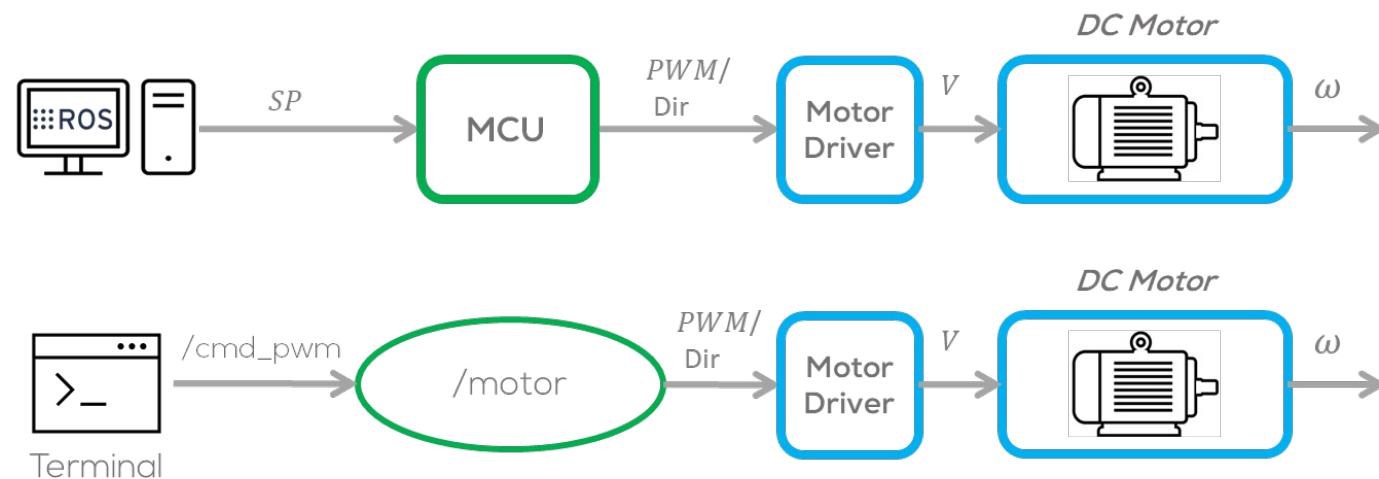 DC Motor
ROS
SP
MCU
PWM/
Dir
Motor
Driver
V
ω
DC Motor
>_
/cmd_pwm
/motor
PWM/
Dir
Motor
Driver
V
ω
Terminal